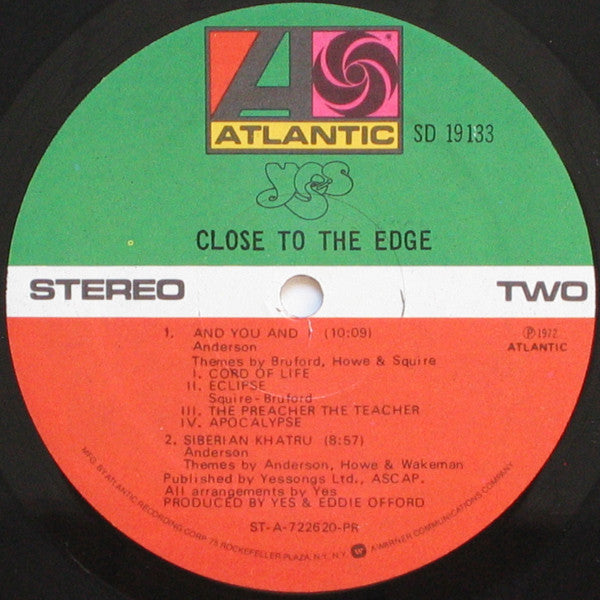 ATLANTIC ®
SD 19133
yes
CLOSE TO THE EDGE
STEREO
TWO
1. AND YOU AND I (10:09)
Anderson
Themes by Bruford, Howe & Squire
I. CORD OF LIFE
II. ECLIPSE
Squire-Bruford
III. THE PREACHER THE TEACHER
IV. APOCALYPSE
2. SIBERIAN KHATRU (8:57)
Anderson
Themes by Anderson, Howe & Wakeman
Published by Yessongs Ltd., ASCAP.
All arrangements by Yes
PRODUCED BY YES & EDDIE OFFORD
℗1972
ATLANTIC
ST-A-722620-PR
MFG. BY ATLANTIC RECORDING CORP. 75 ROCKEFELLER PLAZA, N.Y., N.Y. A WARNER COMMUNICATIONS COMPANY